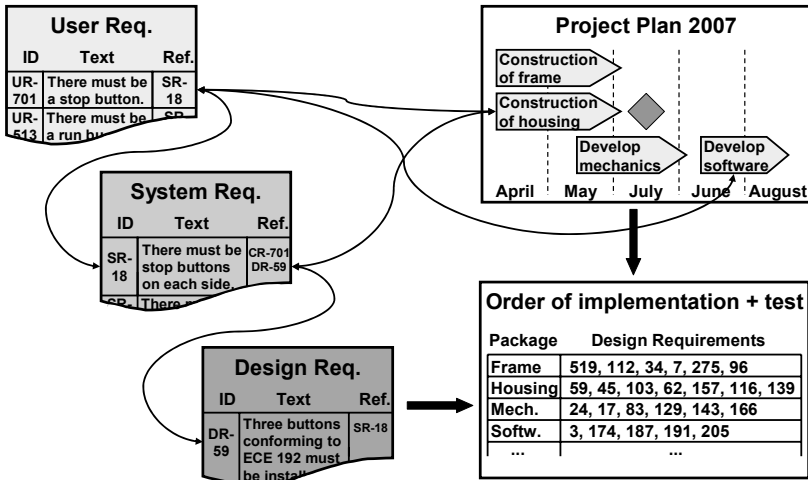 User Req.
ID Text Ref.
UR-701 There must be a stop button. SR-18
UR-513 There must be a run
System Req.
ID Text Ref.
SR-18 There must be stop buttons on each side. CR-701 DR-59
SR- There
Design Req.
ID Text Ref.
DR-59 Three buttons conforming to ECE 192 must be SR-18
Project Plan 2007
Construction of frame
Construction of housing
Develop mechanics
Develop software
April May July June August
Order of implementation + test
Package Design Requirements
Frame 519, 112, 34, 7, 275, 96
Housing 59, 45, 103, 62, 157, 116, 139
Mech. 24, 17, 83, 129, 143, 166
Softw. 3, 174, 187, 191, 205
... ...